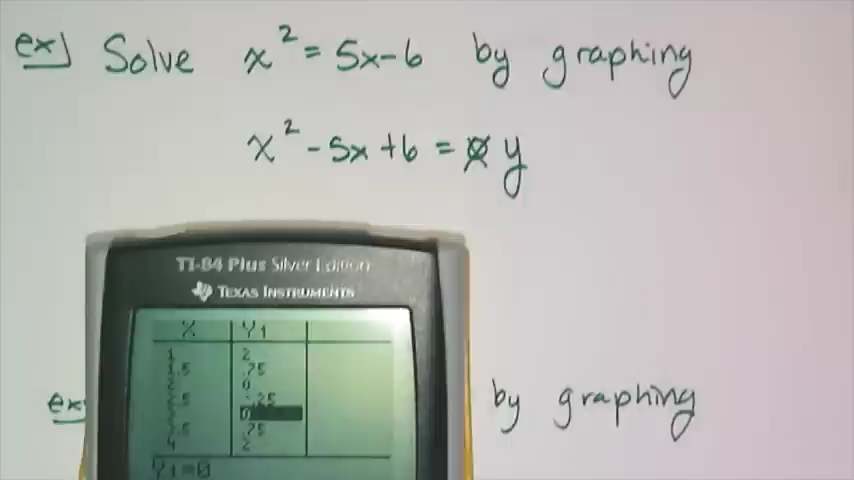 ex] Solve x² = 5x-6 by graphing
x² - 5x + 6 = 0 y
TI-84 Plus Silver Edition
TEXAS INSTRUMENTS
X Y1
1 2
1.5 .75
2 0
2.5 -.25
3 0
3.5 .75
4 2
Y1=0
ex by graphing